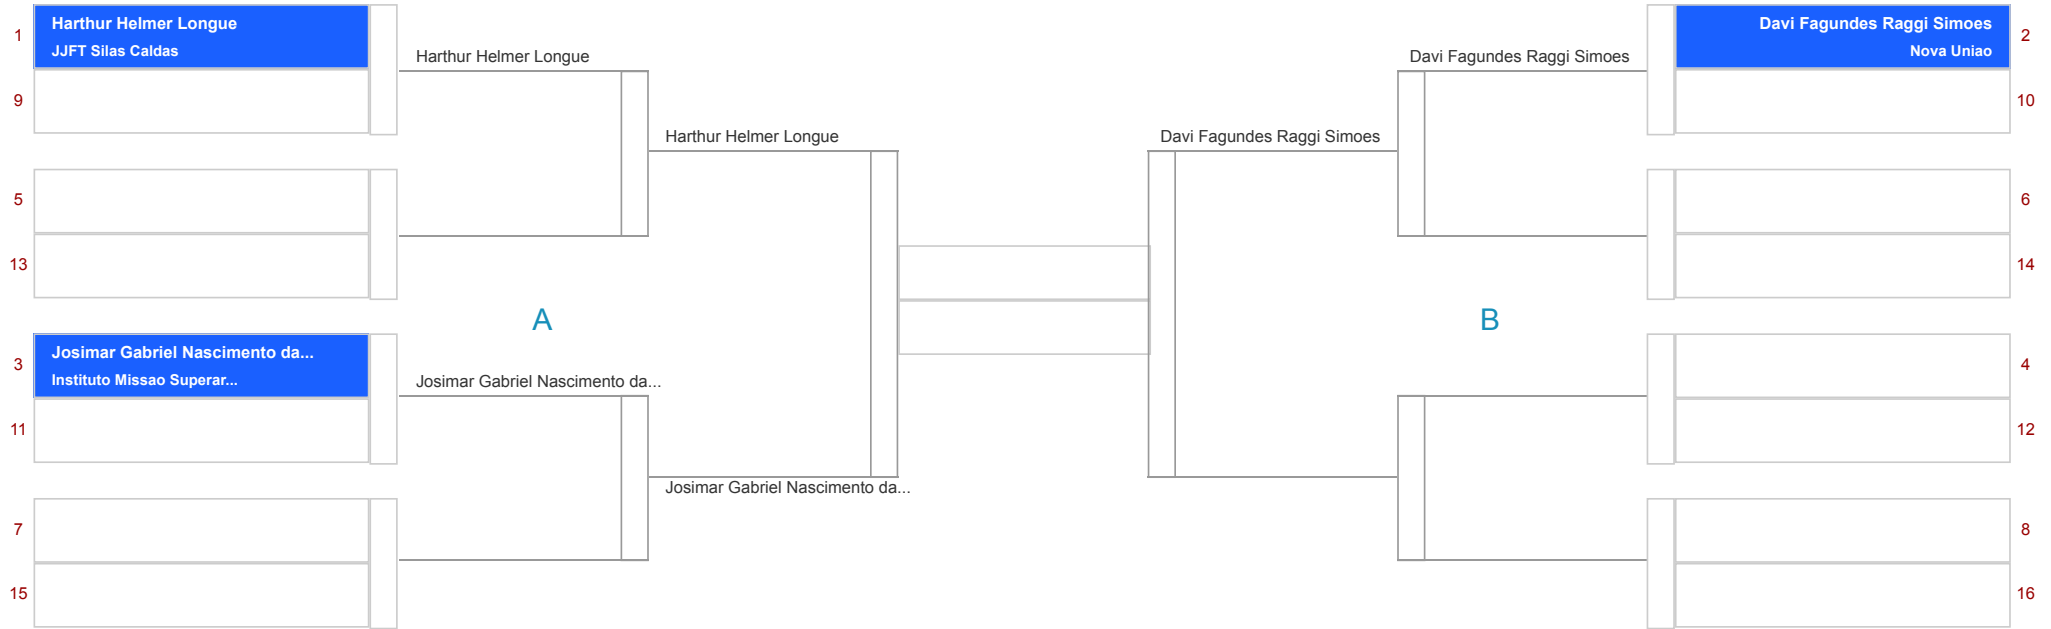 1
Harthur Helmer Longue
JJFT Silas Caldas
9
5
13
3
Josimar Gabriel Nascimento da...
Instituto Missao Superar...
11
7
15
Harthur Helmer Longue
A
Josimar Gabriel Nascimento da...
Harthur Helmer Longue
Josimar Gabriel Nascimento da...
Davi Fagundes Raggi Simoes
Davi Fagundes Raggi Simoes
B
Davi Fagundes Raggi Simoes
Nova Uniao
2
10
6
14
4
12
8
16